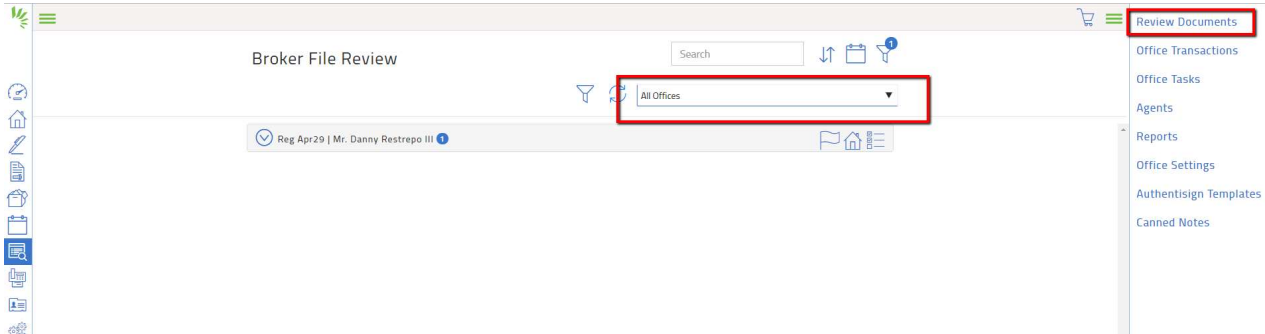 Broker File Review
Search
1
All Offices
Reg Apr29 | Mr. Danny Restrepo III 1
Review Documents
Office Transactions
Office Tasks
Agents
Reports
Office Settings
Authentisign Templates
Canned Notes